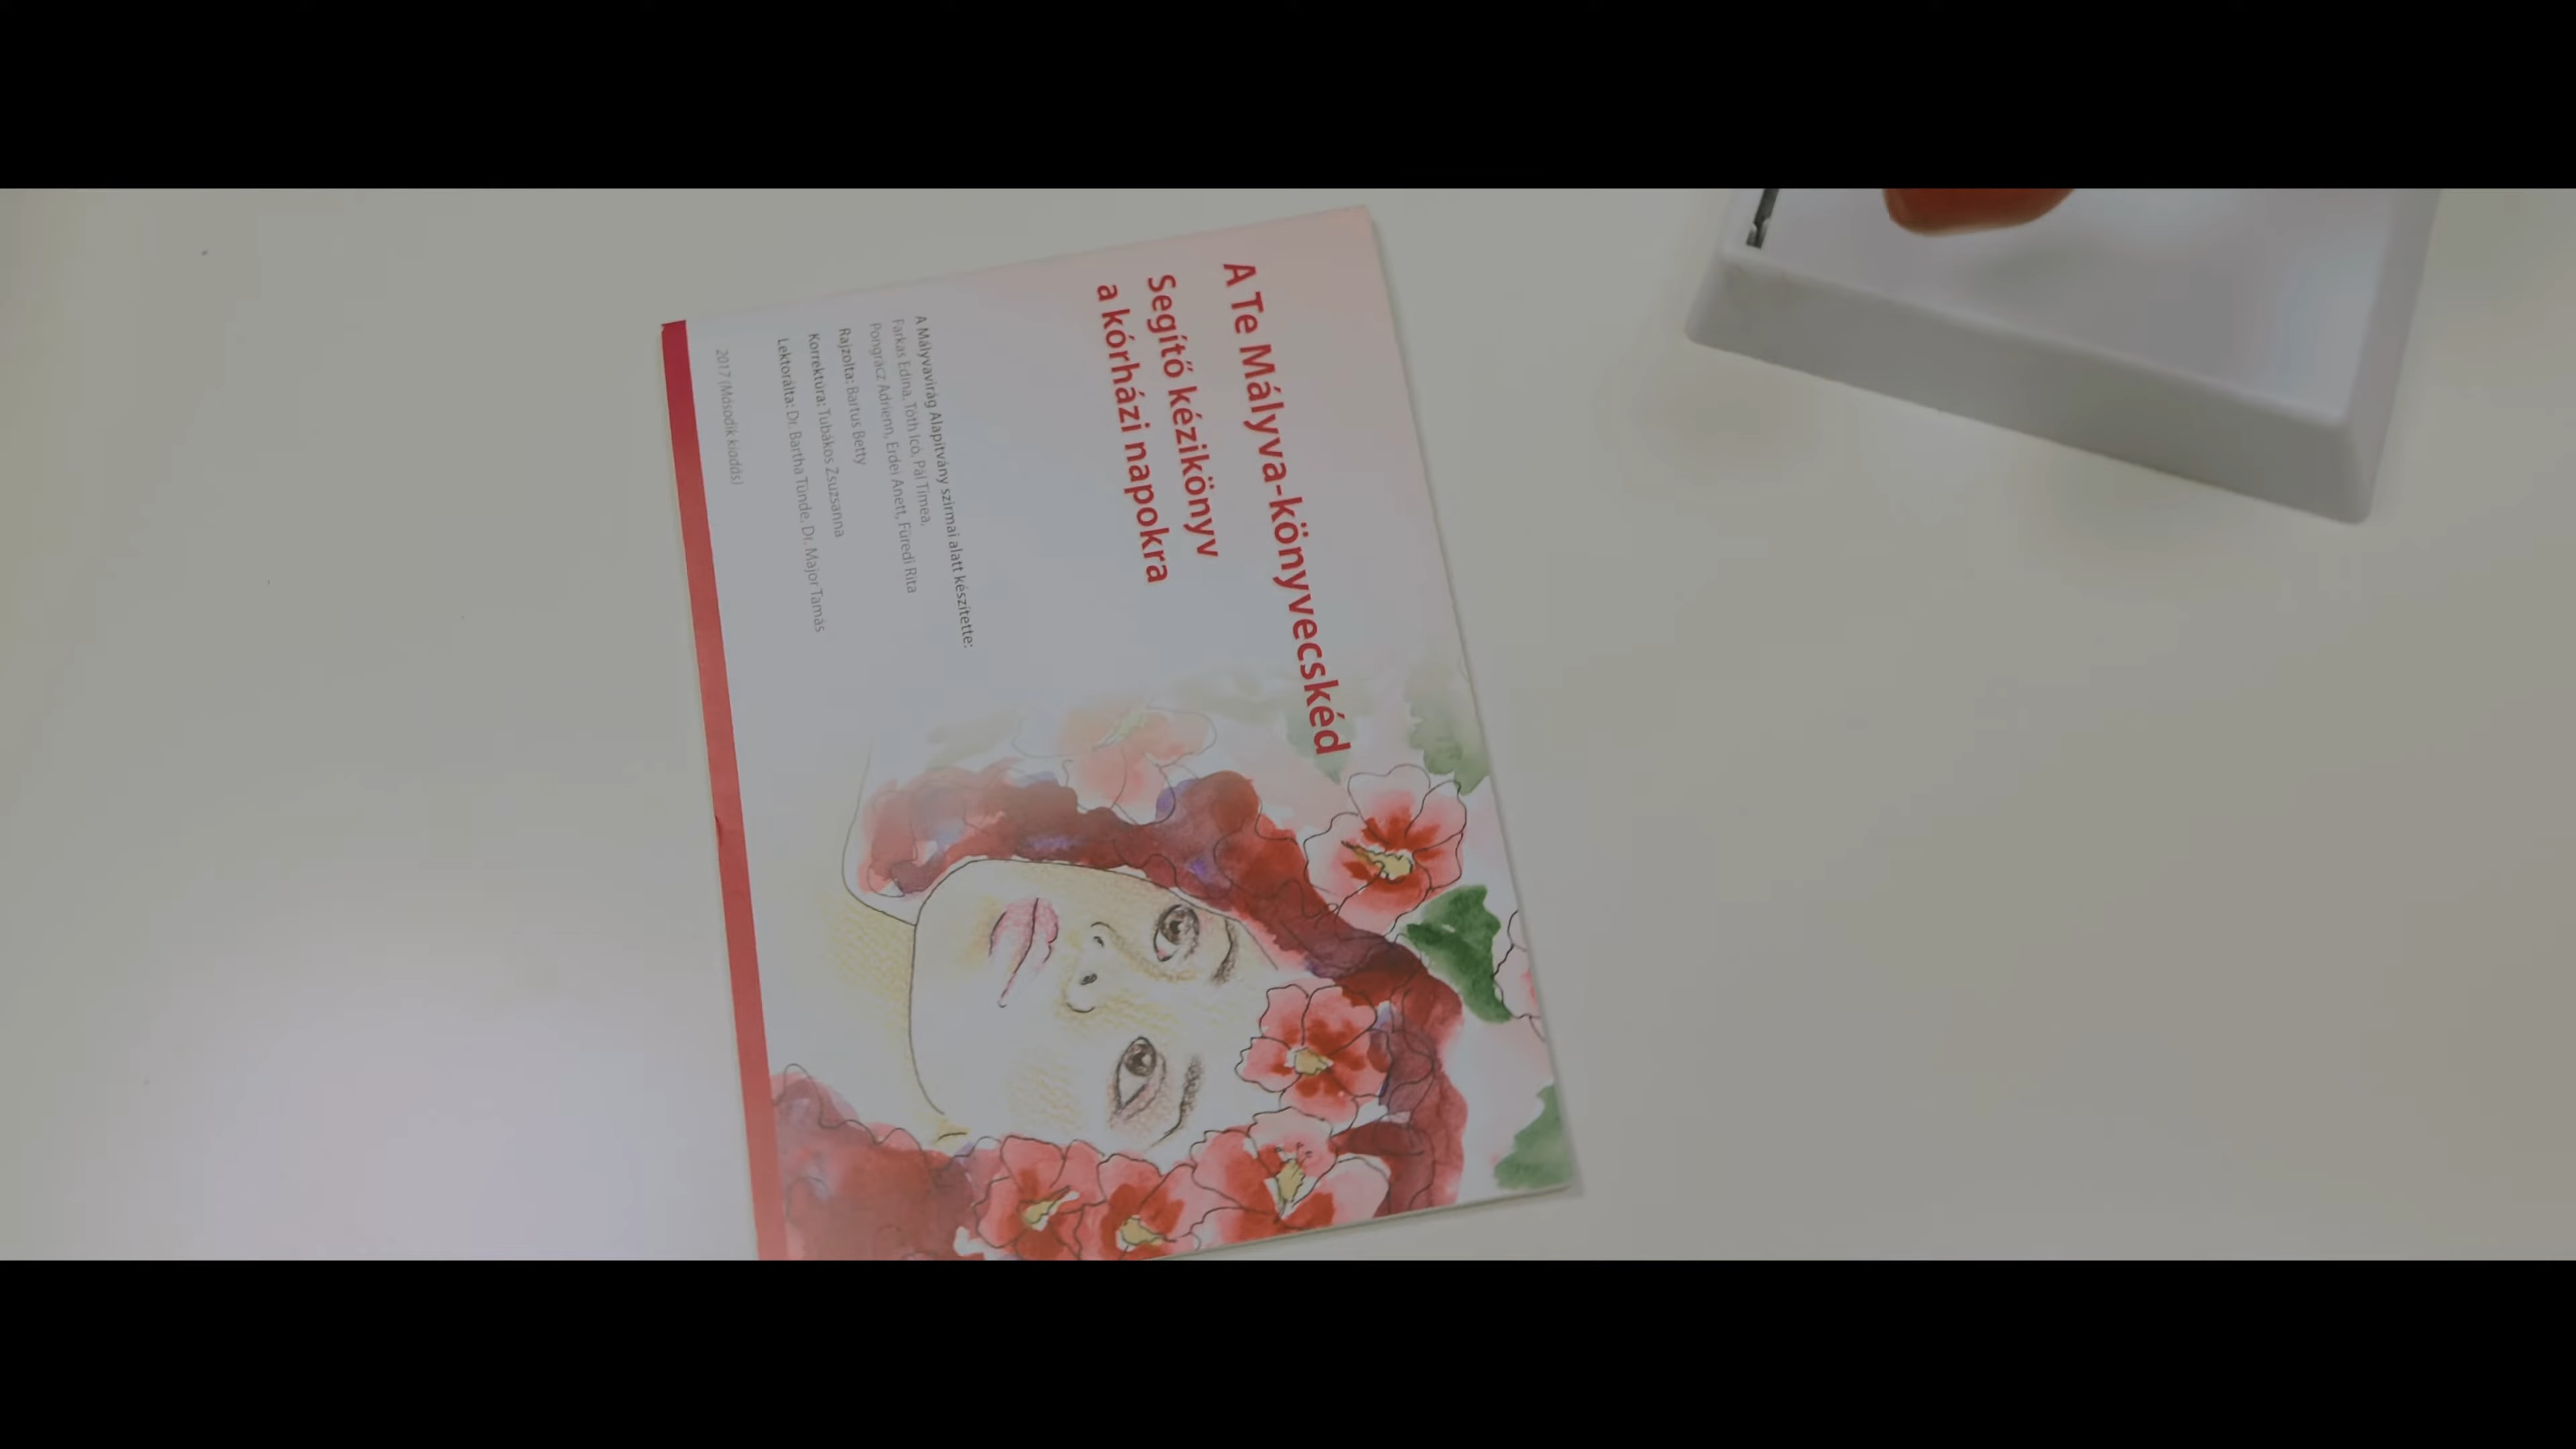 A Te Mályva-könyvecskéd
Segítő kézikönyv
a kórházi napokra
A Mályvavirág Alapítvány szirmai alatt készítette:
Farkas Edina, Tóth Icó, Pál Tímea,
Pongrácz Adrienn, Erdei Anett, Füredi Rita
Rajzolta: Bartus Betty
Korrektúra: Tubákos Zsuzsanna
Lektorálta: Dr. Bartha Tünde, Dr. Major Tamás
2017 (Második kiadás)